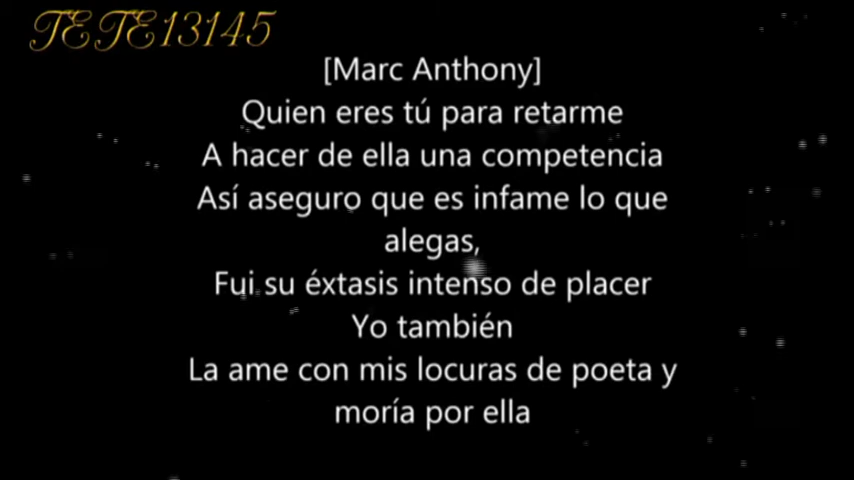 TETE13145
[Marc Anthony]
Quien eres tú para retarme
A hacer de ella una competencia
Así aseguro que es infame lo que
alegas,
Fui su éxtasis intenso de placer
Yo también
La ame con mis locuras de poeta y
moría por ella